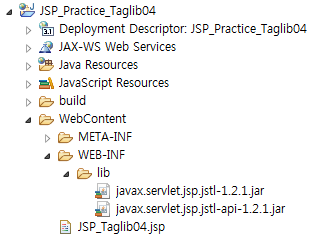 JSP_Practice_Taglib04
Deployment Descriptor: JSP_Practice_Taglib04
JAX-WS Web Services
Java Resources
JavaScript Resources
build
WebContent
META-INF
WEB-INF
lib
javax.servlet.jsp.jstl-1.2.1.jar
javax.servlet.jsp.jstl-api-1.2.1.jar
JSP_Taglib04.jsp